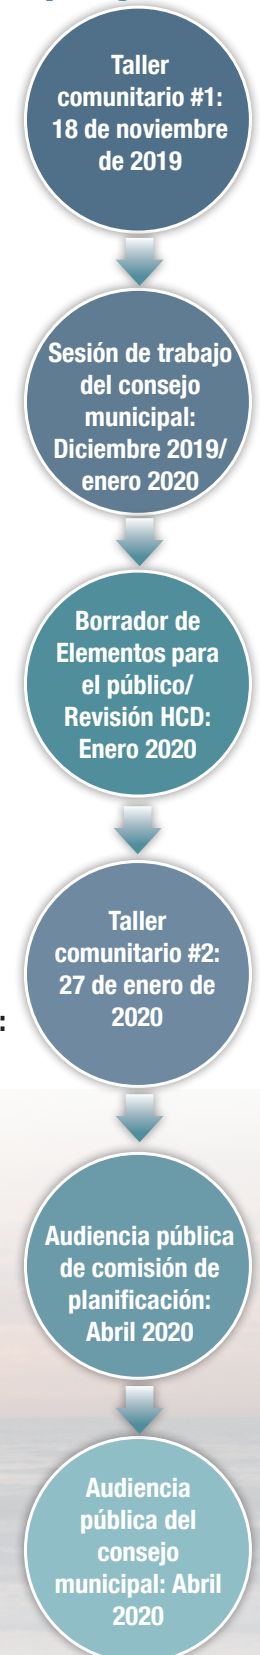 Taller
comunitario #1:
18 de noviembre
de 2019
Sesión de trabajo
del consejo
municipal:
Diciembre 2019/
enero 2020
Borrador de
Elementos para
el público/
Revisión HCD:
Enero 2020
Taller
comunitario #2:
27 de enero de
2020
:
Audiencia pública
de comisión de
planificación:
Abril 2020
Audiencia
pública del
consejo
municipal: Abril
2020